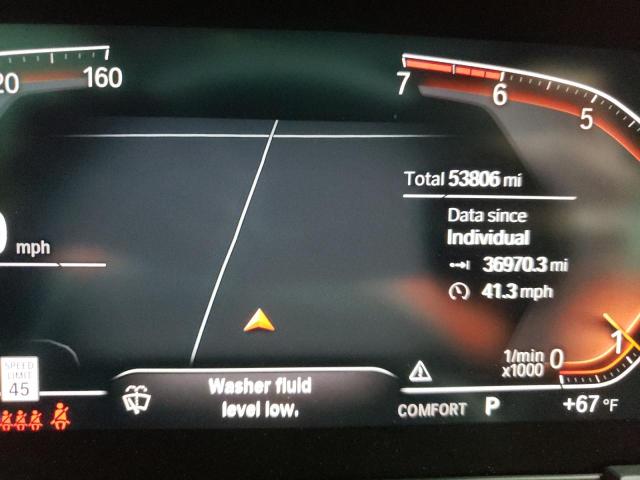 160
7
6
5
Total 53806 mi
Data since
Individual
36970.3 mi
41.3 mph
mph
1
1/min 0
x1000
SPEED
LIMIT
45
Washer fluid
level low.
COMFORT P +67 °F